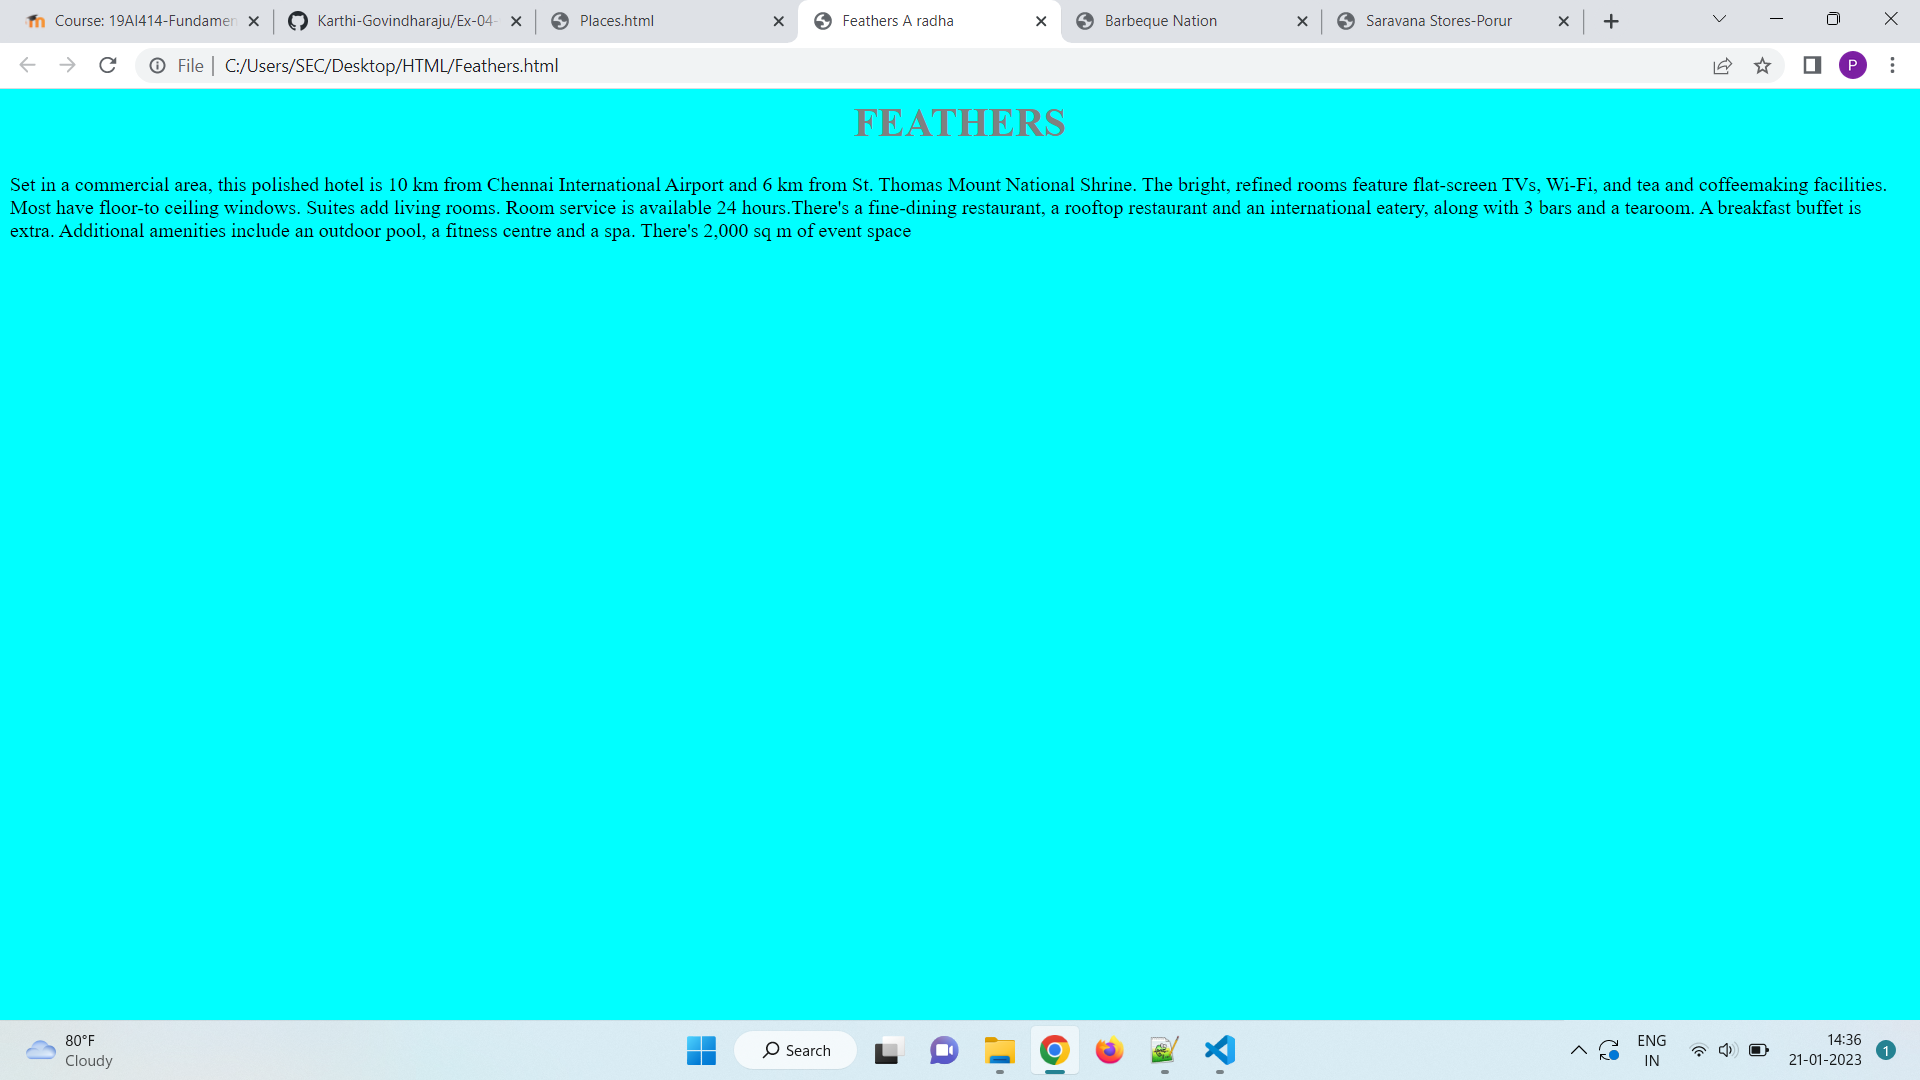 Course: 19AI414-Fundamen
Karthi-Govindharaju/Ex-04-
Places.html
Feathers A radha
Barbeque Nation
Saravana Stores-Porur
File
C:/Users/SEC/Desktop/HTML/Feathers.html
P
FEATHERS
Set in a commercial area, this polished hotel is 10 km from Chennai International Airport and 6 km from St. Thomas Mount National Shrine. The bright, refined rooms feature flat-screen TVs, Wi-Fi, and tea and coffeemaking facilities.
Most have floor-to ceiling windows. Suites add living rooms. Room service is available 24 hours.There's a fine-dining restaurant, a rooftop restaurant and an international eatery, along with 3 bars and a tearoom. A breakfast buffet is
extra. Additional amenities include an outdoor pool, a fitness centre and a spa. There's 2,000 sq m of event space
80°F
Cloudy
Search
ENG
IN
14:36
21-01-2023
1